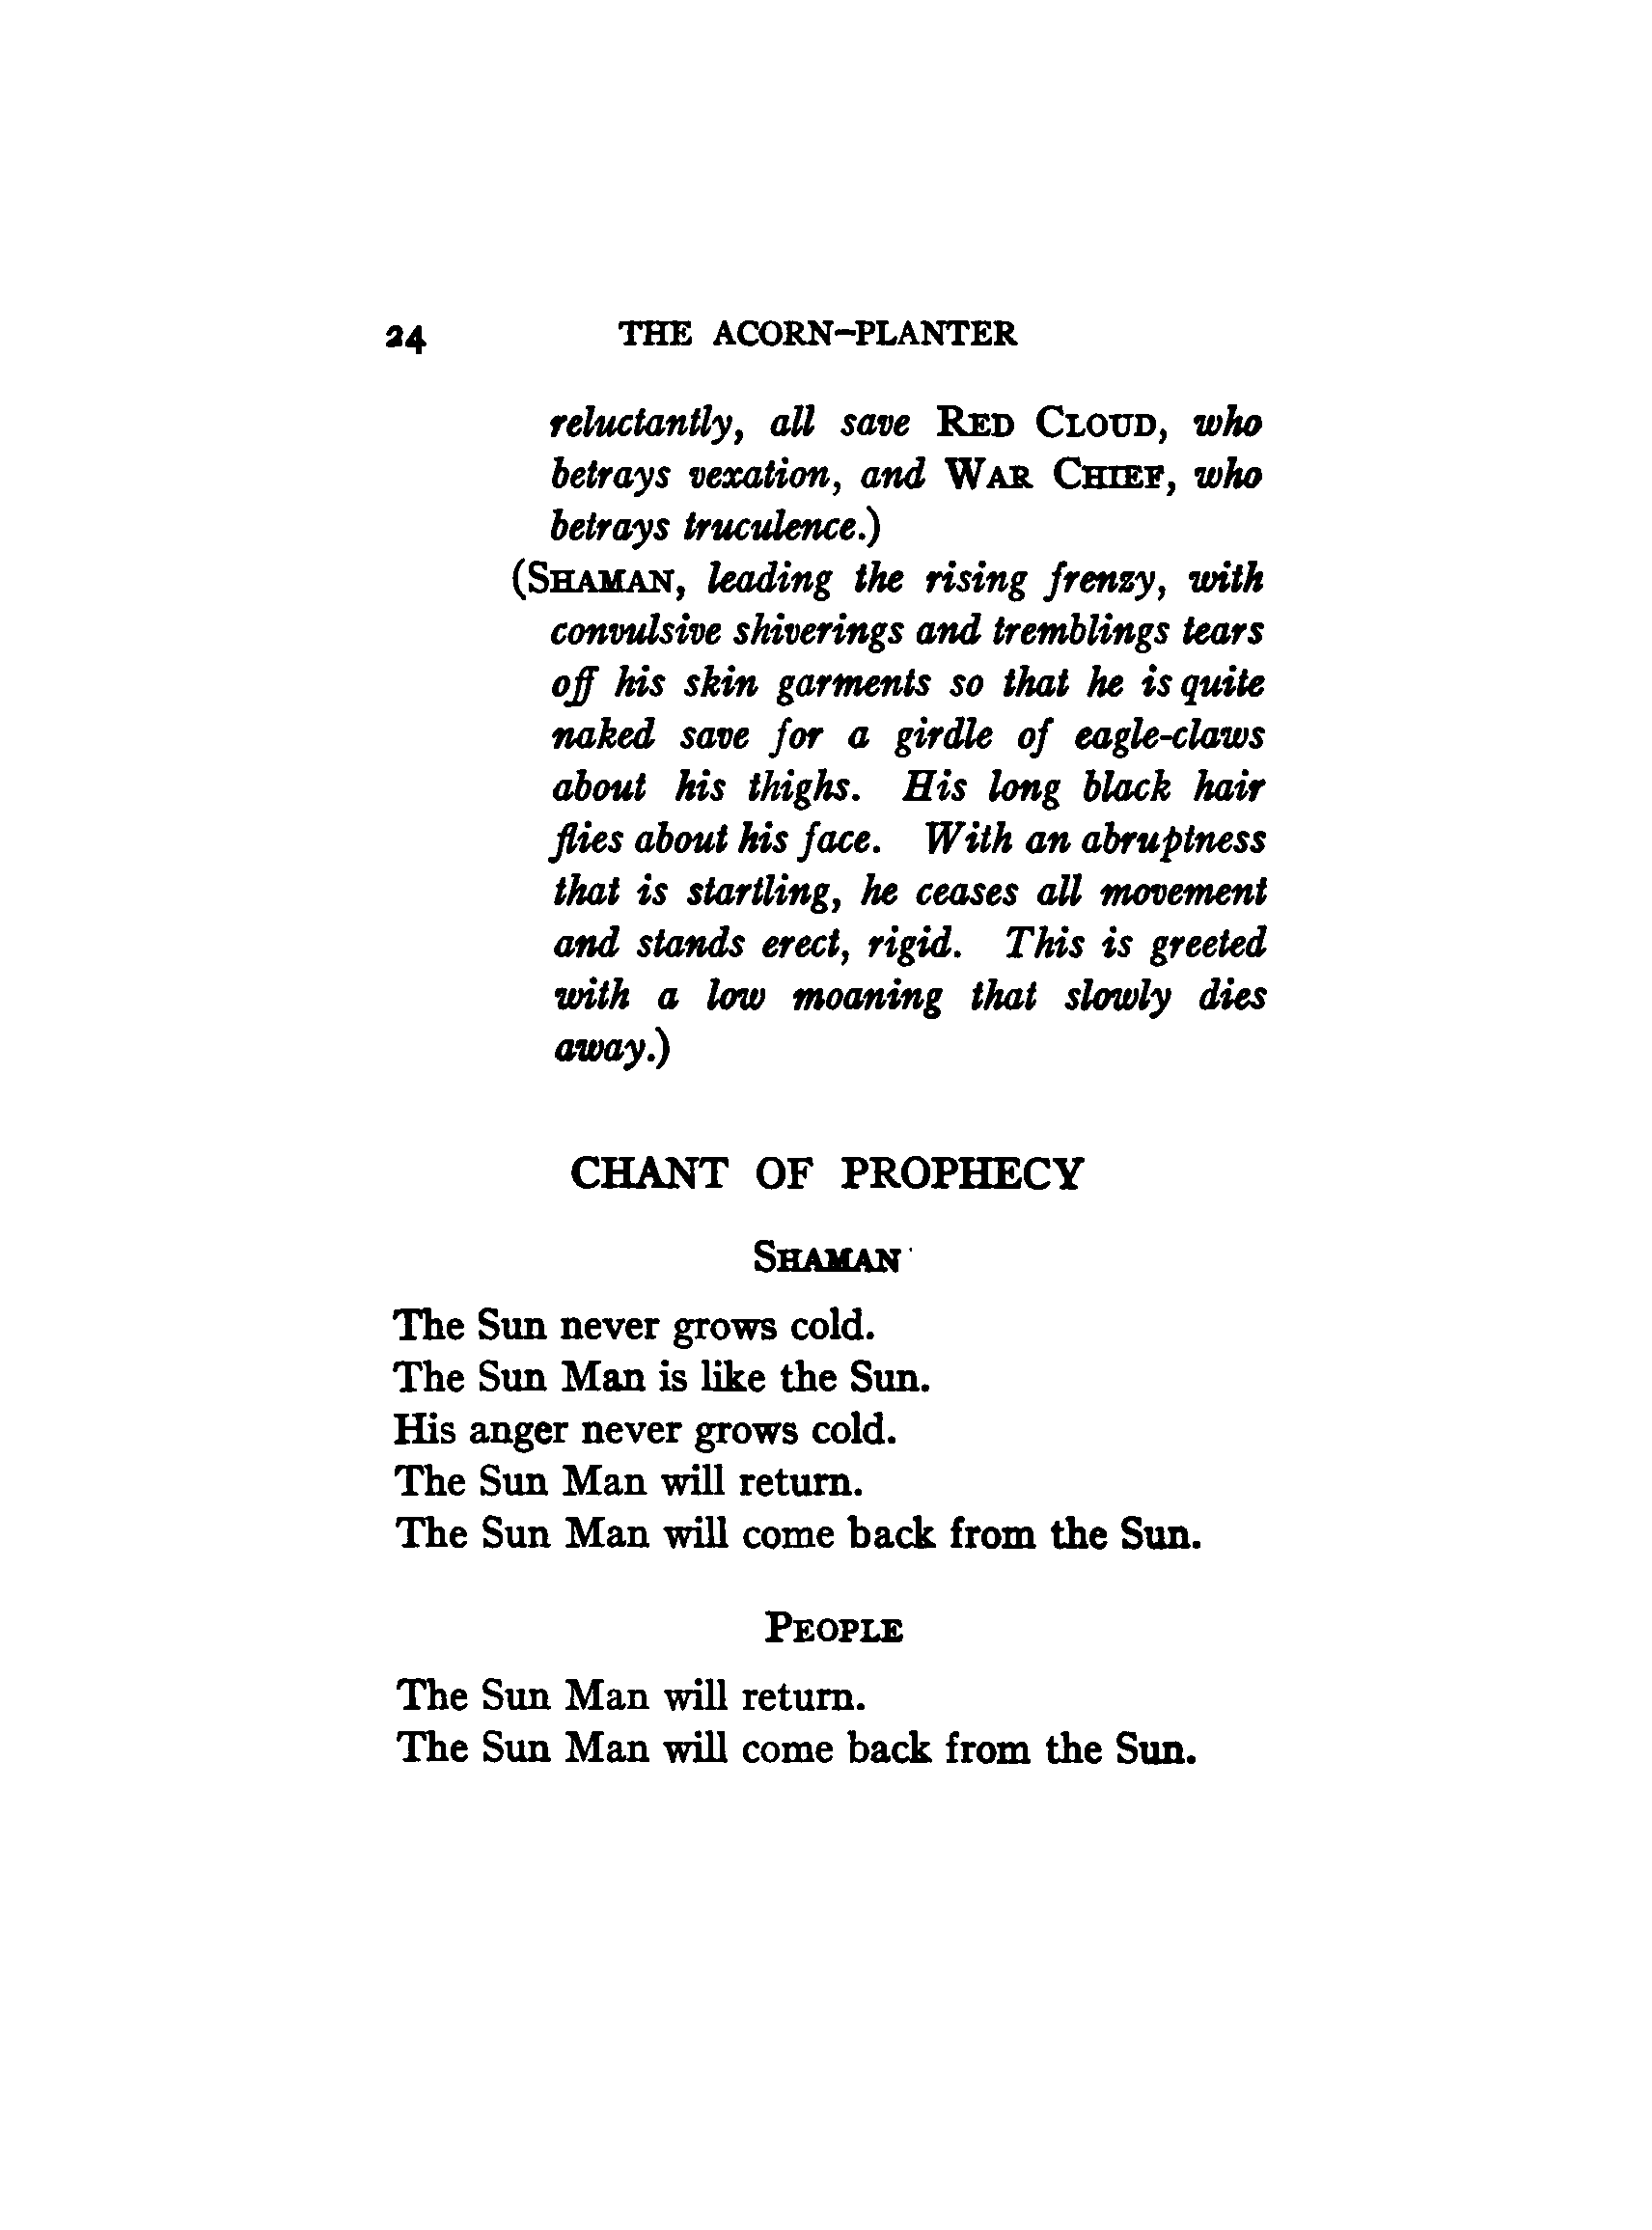 24 THE ACORN-PLANTER
reluctantly, all save RED CLOUD, who
betrays vexation, and WAR CHIEF, who
betrays truculence.)
(SHAMAN, leading the rising frenzy, with
convulsive shiverings and tremblings tears
off his skin garments so that he is quite
naked save for a girdle of eagle-claws
about his thighs. His long black hair
flies about his face. With an abruptness
that is startling, he ceases all movement
and stands erect, rigid. This is greeted
with a low moaning that slowly dies
away.)
CHANT OF PROPHECY
SHAMAN
The Sun never grows cold.
The Sun Man is like the Sun.
His anger never grows cold.
The Sun Man will return.
The Sun Man will come back from the Sun.
PEOPLE
The Sun Man will return.
The Sun Man will come back from the Sun.